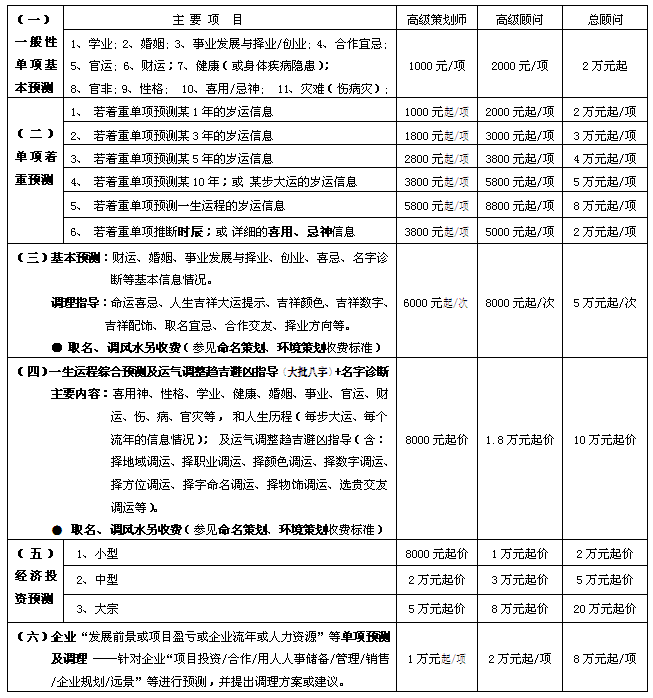 （一） 主 要 项 目 高级策划师 高级顾问 总顾问
一般性
单项基
本预测
1、学业；2、婚姻；3、事业发展与择业/创业；4、合作宜忌；
5、官运；6、财运；7、健康（或身体疾病隐患）；
8、官非；9、性格； 10、喜用/忌神； 11、灾难（伤病灾）；
1000 元/项 2000 元/项 2 万元起
（二）
单项着
重预测
1、 若着重单项预测某 1 年的岁运信息 1000 元起/项 2000 元起/项 2 万元起/项
2、 若着重单项预测某 3 年的岁运信息 1800 元起/项 3000 元起/项 3 万元起/项
3、 若着重单项预测某 5 年的岁运信息 2800 元起/项 3800 元起/项 4 万元起/项
4、 若着重单项预测某 10 年；或 某步大运的岁运信息 3800 元起/项 5800 元起/项 5 万元起/项
5、 若着重单项预测一生运程的岁运信息 5800 元起/项 8800 元起/项 8 万元起/项
6、 若着重单项推断时辰；或 详细的喜用、忌神信息 3800 元起/项 5000 元起/项 2 万元起/项
（三）基本预测：财运、婚姻、事业发展与择业、创业、喜忌、名字诊
断等基本信息情况。
调理指导：命运喜忌、人生吉祥大运提示、吉祥颜色、吉祥数字、
吉祥配饰、取名宜忌、合作交友、择业方向等。
● 取名、调风水另收费（参见命名策划、环境策划收费标准）
6000 元起/次 8000 元起/次 5 万元起/次
（四）一生运程综合预测及运气调整趋吉避凶指导（大批八字）+名字诊断
主要内容：喜用神、性格、学业、健康、婚姻、事业、官运、财
运、伤、病、官灾等，和人生历程（每步大运、每个
流年的信息情况）；及运气调整趋吉避凶指导（含：
择地域调运、择职业调运、择颜色调运、择数字调运、
择方位调运、择字命名调运、择物饰调运、选贵交友
调运等）。
● 取名、调风水另收费（参见命名策划、环境策划收费标准）
8000 元起价 1.8 万元起价 10 万元起价
（五）
经济投
资预测
1、小型 8000 元起价 1 万元起价 2 万元起价
2、中型 2 万元起价 3 万元起价 5 万元起价
3、大宗 5 万元起价 8 万元起价 20 万元起价
（六）企业“发展前景或项目盈亏或企业流年或人力资源”等单项预测
及调理 ——针对企业“项目投资/合作/用人人事储备/管理/销售
/企业规划/远景”等进行预测，并提出调理方案或建议。
1 万元起/项 2 万元起/项 8 万元起/项